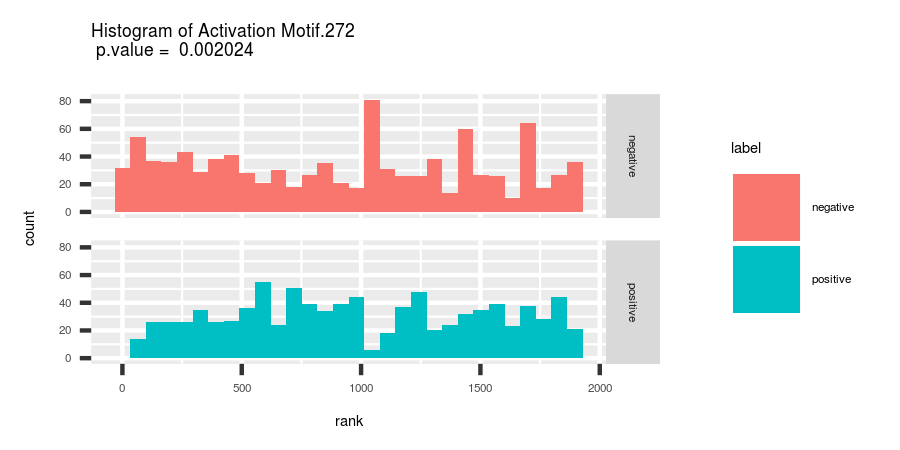 Histogram of Activation Motif.272
p.value =  0.002024
80
60
40
20
0
negative
80
60
40
20
0
positive
0 500 1000 1500 2000
rank
count
label
negative
positive